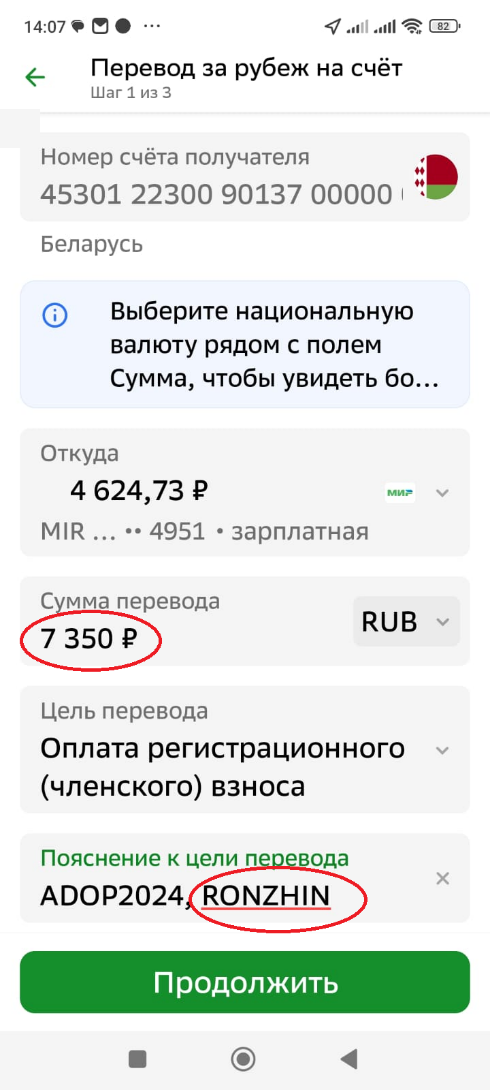 14:07
82
Перевод за рубеж на счёт
Шаг 1 из 3
Номер счёта получателя
45301 22300 90137 00000
Беларусь
Выберите национальную
валюту рядом с полем
Сумма, чтобы увидеть бо...
Откуда
4 624,73 ₽
МИР
MIR ... •• 4951 • зарплатная
Сумма перевода
7 350 ₽
RUB
Цель перевода
Оплата регистрационного
(членского) взноса
Пояснение к цели перевода
ADOP2024, RONZHIN
Продолжить